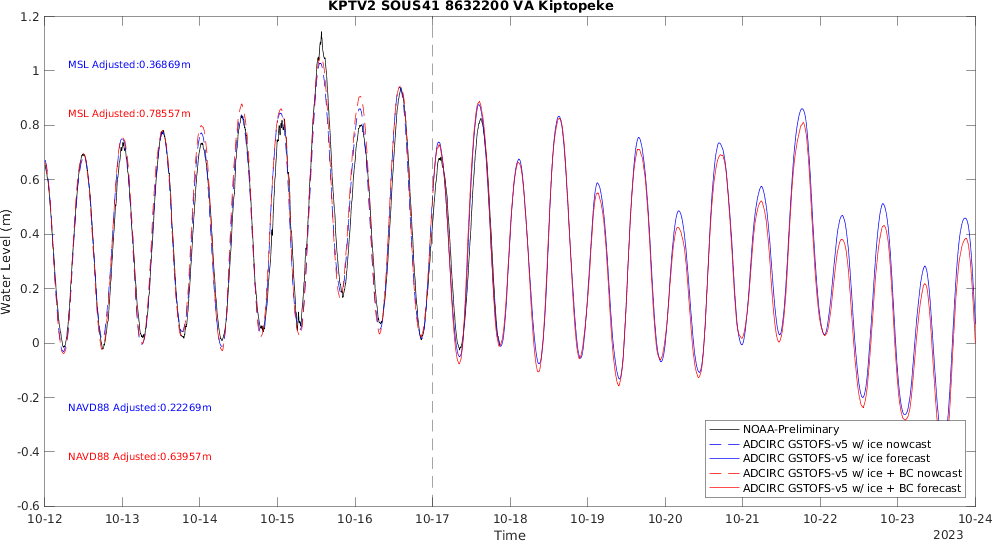 KPTV2 SOUS41 8632200 VA Kiptopeke
1.2
1
0.8
0.6
0.4
0.2
0
-0.2
-0.4
-0.6
Water Level (m)
MSL Adjusted:0.36869m
MSL Adjusted:0.78557m
NAVD88 Adjusted:0.22269m
NAVD88 Adjusted:0.63957m
NOAA-Preliminary
ADCIRC GSTOFS-v5 w/ ice nowcast
ADCIRC GSTOFS-v5 w/ ice forecast
ADCIRC GSTOFS-v5 w/ ice + BC nowcast
ADCIRC GSTOFS-v5 w/ ice + BC forecast
10-12 10-13 10-14 10-15 10-16 10-17 10-18 10-19 10-20 10-21 10-22 10-23 10-24
Time
2023